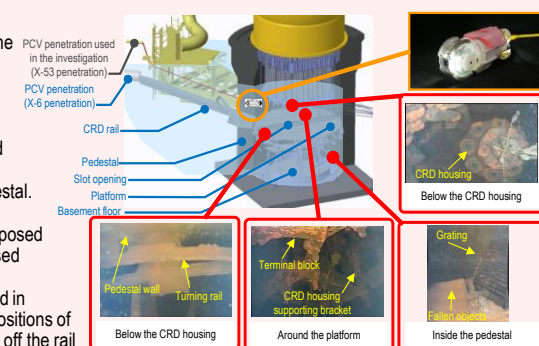 he
PCV penetration used
in the investigation
(X-53 penetration)
PCV penetration
(X-6 penetration)
CRD rail
Pedestal
Slot opening
Platform
Basement floor
d
stal.
posed
sed
d in
ositions of
off the rail
CRD housing
Below the CRD housing
Pedestal wall
Turning rail
Below the CRD housing
Terminal block
CRD housing
supporting bracket
Around the platform
Grating
Fallen objects
Inside the pedestal